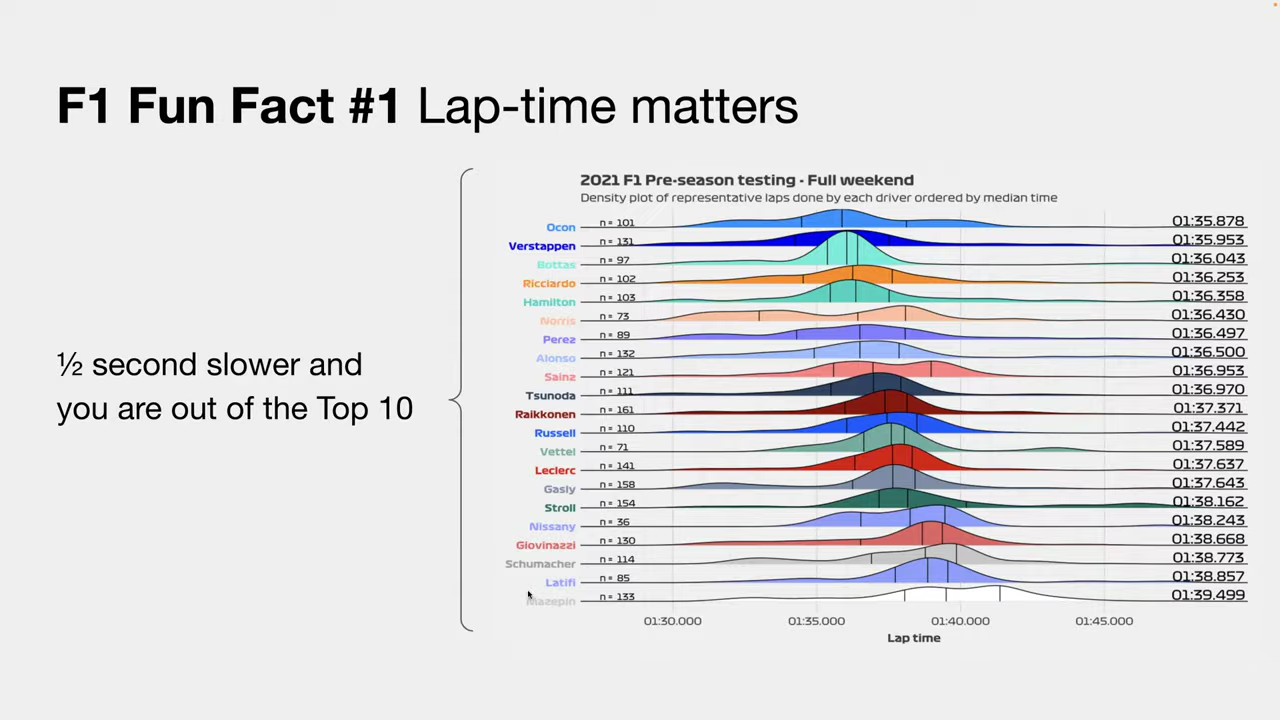 F1 Fun Fact #1 Lap-time matters
½ second slower and
you are out of the Top 10
2021 F1 Pre-season testing - Full weekend
Density plot of representative laps done by each driver ordered by median time
Ocon n = 101 01:35.878
Verstappen n = 131 01:35.953
Bottas n = 97 01:36.043
Ricciardo n = 102 01:36.253
Hamilton n = 103 01:36.358
Norris n = 73 01:36.430
Perez n = 89 01:36.497
Alonso n = 132 01:36.500
Sainz n = 121 01:36.953
Tsunoda n = 111 01:36.970
Raikkonen n = 161 01:37.371
Russell n = 110 01:37.442
Vettel n = 71 01:37.589
Leclerc n = 141 01:37.637
Gasly n = 158 01:37.643
Stroll n = 154 01:38.162
Nissany n = 36 01:38.243
Giovinazzi n = 130 01:38.668
Schumacher n = 114 01:38.773
Latifi n = 85 01:38.857
Mazepin n = 133 01:39.499
01:30.000 01:35.000 01:40.000 01:45.000
Lap time